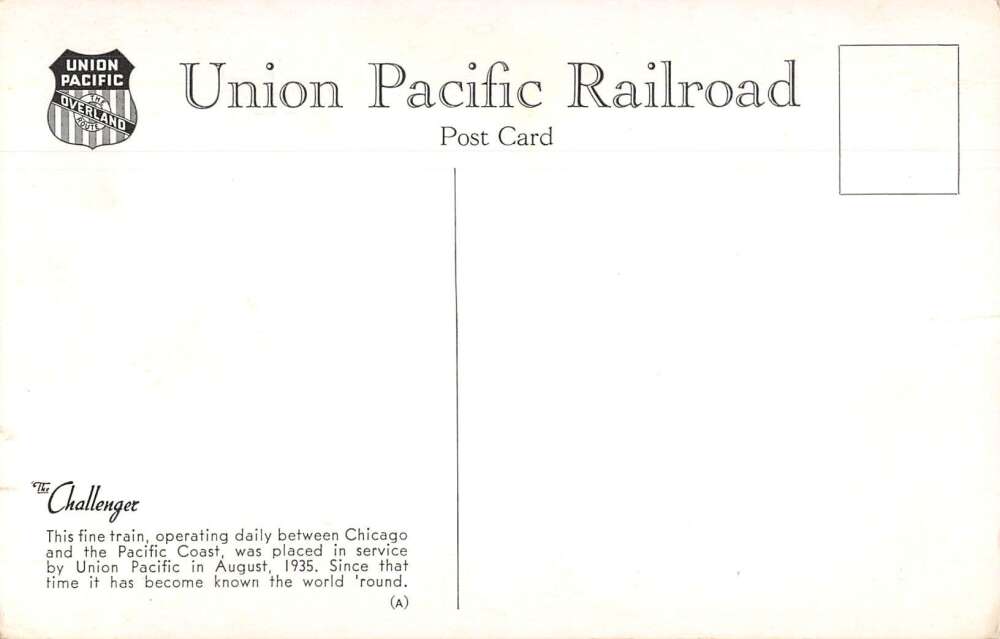 UNION
PACIFIC
THE
OVERLAND
ROUTE
Union Pacific Railroad
Post Card
The Challenger
This fine train, operating daily between Chicago
and the Pacific Coast, was placed in service
by Union Pacific in August, 1935. Since that
time it has become known the world 'round.
(A)